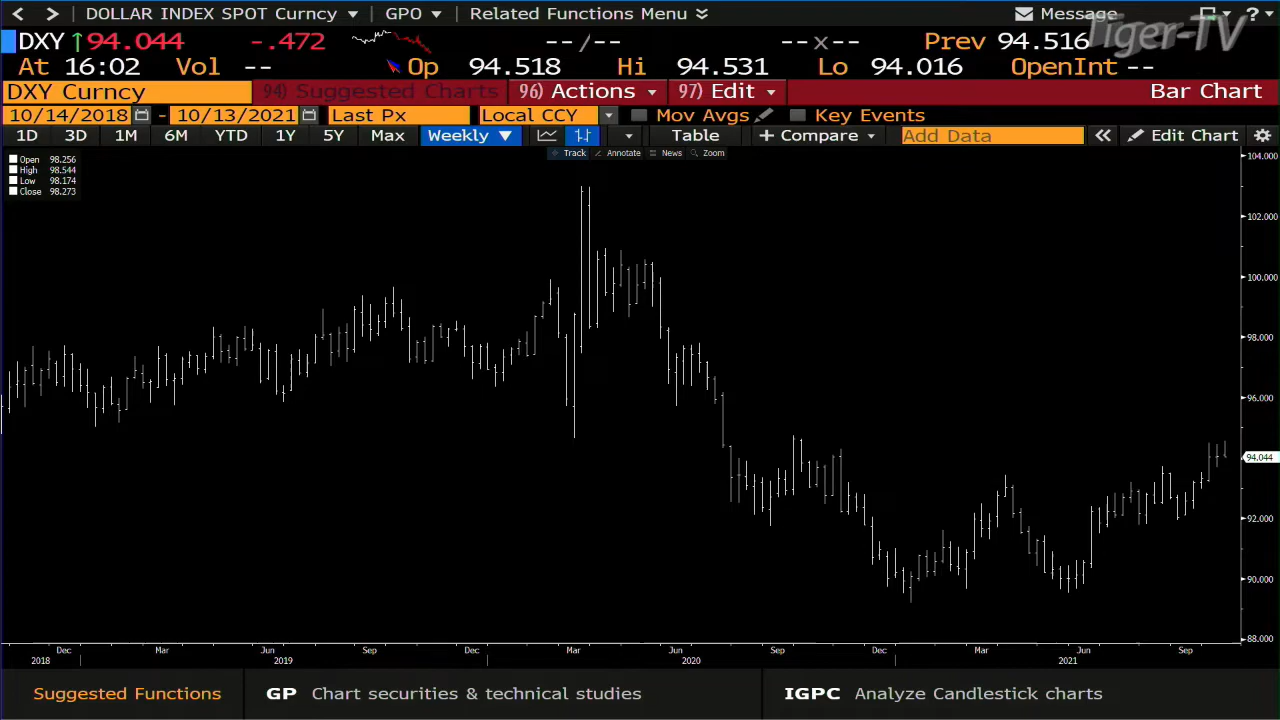 DOLLAR INDEX SPOT Curncy GPO Related Functions Menu Message ?
Tiger-TV
DXY 94.044 -.472 --/-- --x-- Prev 94.516
At 16:02 Vol -- Op 94.518 Hi 94.531 Lo 94.016 OpenInt --
DXY Curncy 94) Suggested Charts 96) Actions 97) Edit Bar Chart
10/14/2018 - 10/13/2021 Last Px Local CCY Mov Avgs Key Events
1D 3D 1M 6M YTD 1Y 5Y Max Weekly ▼ Table + Compare Add Data « Edit Chart
Track Annotate News Zoom
Open 98.256
High 98.544
Low 98.174
Close 98.273
104.000
102.000
100.000
98.000
96.000
94.044
92.000
90.000
88.000
Dec Mar Jun Sep Dec Mar Jun Sep Dec Mar Jun Sep
2018 2019 2020 2021
Suggested Functions GP Chart securities & technical studies IGPC Analyze Candlestick charts